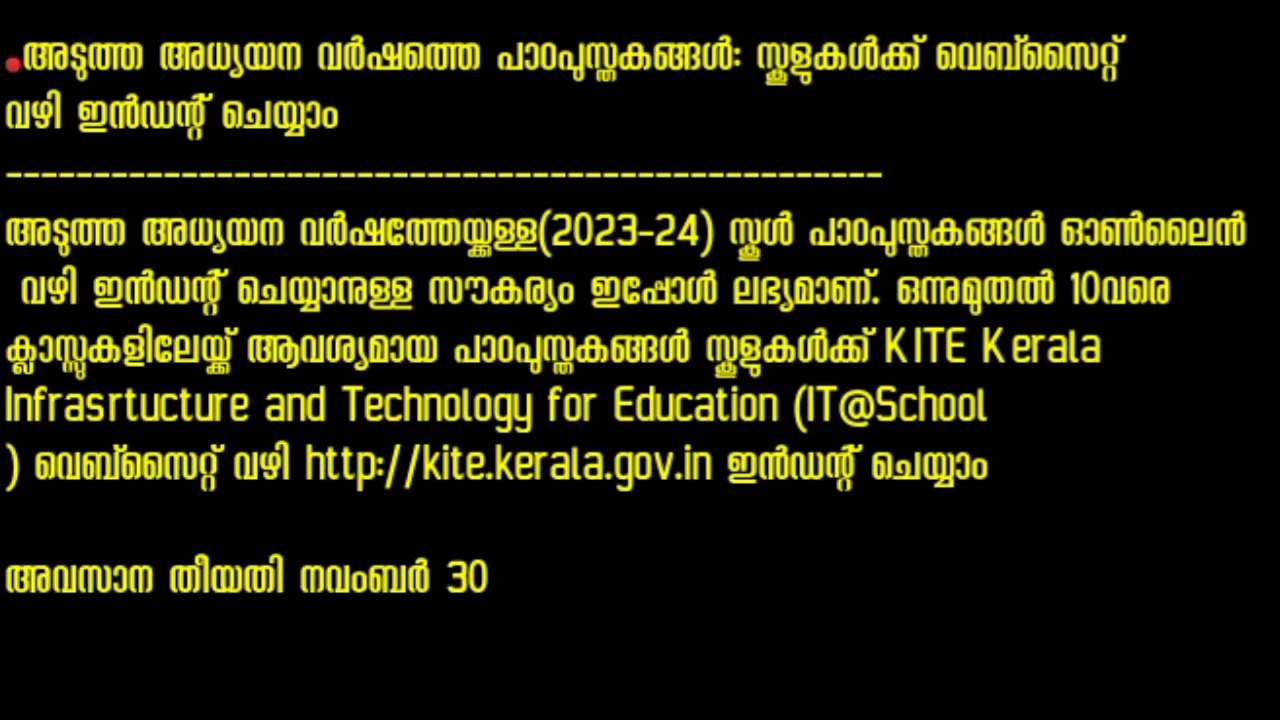 അടുത്ത അധ്യയന വർഷത്തെ പാഠപുസ്തകങ്ങൾ: സ്കൂളുകൾക്ക് വെബ്സൈറ്റ്
വഴി ഇൻഡന്റ് ചെയ്യാം
--------------------------------------------------
അടുത്ത അധ്യയന വർഷത്തേയ്ക്കുള്ള(2023-24) സ്കൂൾ പാഠപുസ്തകങ്ങൾ ഓൺലൈൻ
വഴി ഇൻഡന്റ് ചെയ്യാനുള്ള സൗകര്യം ഇപ്പോൾ ലഭ്യമാണ്. ഒന്നുമുതൽ 10വരെ
ക്ലാസ്സുകളിലേയ്ക്ക് ആവശ്യമായ പാഠപുസ്തകങ്ങൾ സ്കൂളുകൾക്ക് KITE Kerala
Infrasrtucture and Technology for Education (IT@School
) വെബ്സൈറ്റ് വഴി http://kite.kerala.gov.in ഇൻഡന്റ് ചെയ്യാം
അവസാന തീയതി നവംബർ 30